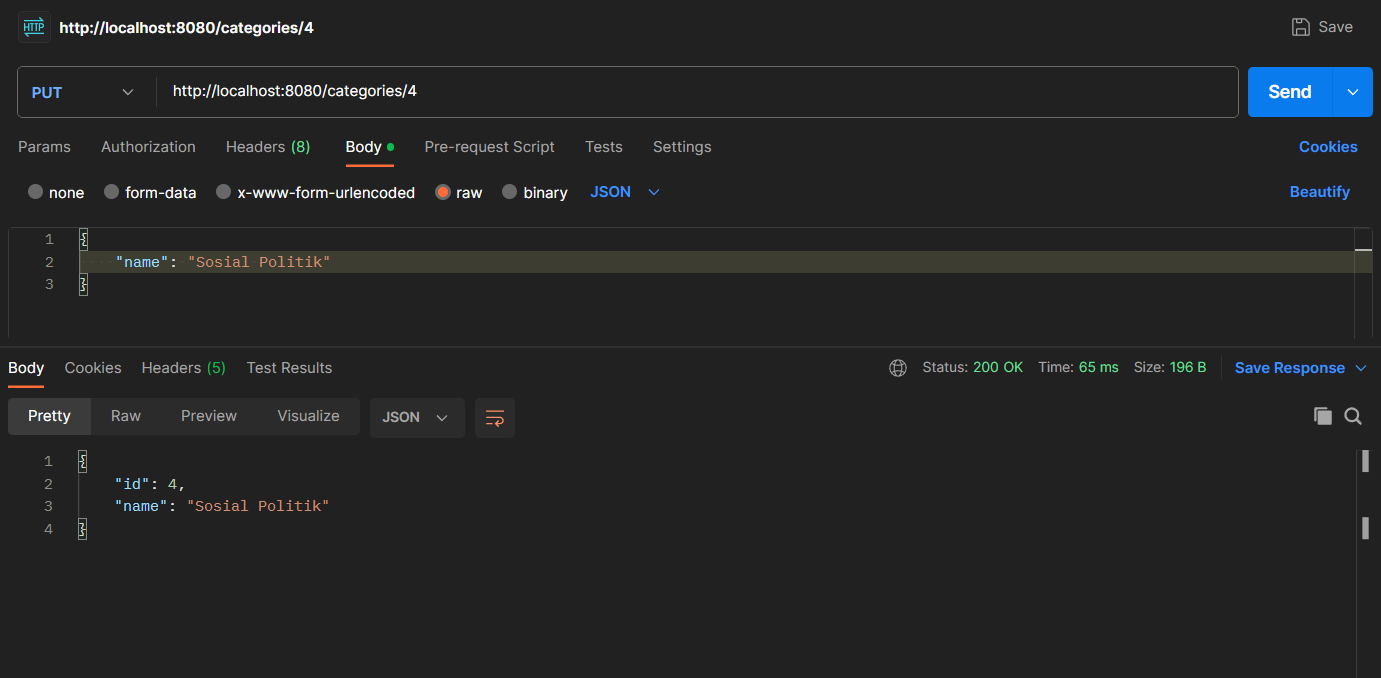 HTTP http://localhost:8080/categories/4 Save
PUT http://localhost:8080/categories/4 Send
Params Authorization Headers (8) Body Pre-request Script Tests Settings Cookies
none form-data x-www-form-urlencoded raw binary JSON Beautify
1 {
2 "name": "Sosial Politik"
3 }
Body Cookies Headers (5) Test Results Status: 200 OK Time: 65 ms Size: 196 B Save Response
Pretty Raw Preview Visualize JSON
1 {
2 "id": 4,
3 "name": "Sosial Politik"
4 }